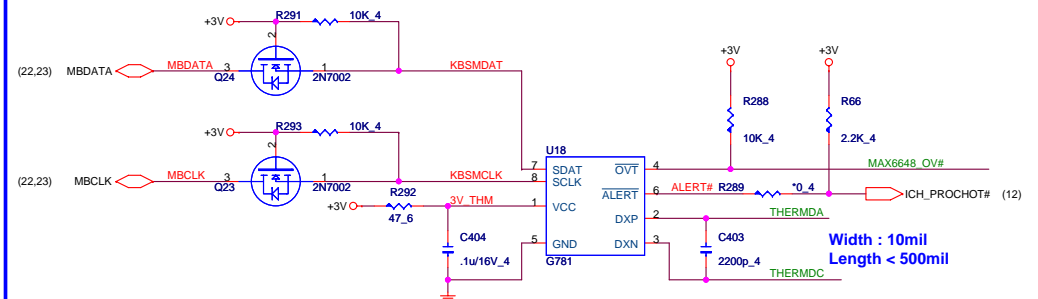 R291 10K_4
+3V
2
(22,23) MBDATA MBDATA 3 1 KBSMDAT
Q24 2N7002
+3V +3V
R288 R66
10K_4 2.2K_4
R293 10K_4
+3V
2
(22,23) MBCLK MBCLK 3 1 KBSMCLK
Q23 2N7002
U18
7 SDAT OVT 4 MAX6648_OV#
8 SCLK
ALERT 6 ALERT# R289 *0_4 ICH_PROCHOT# (12)
R292
+3V 3V_THM 1 VCC
47_6
DXP 2 THERMDA
C404
.1u/16V_4
5 GND DXN 3
G781
C403
2200p_4
THERMDC
Width : 10mil
Length < 500mil